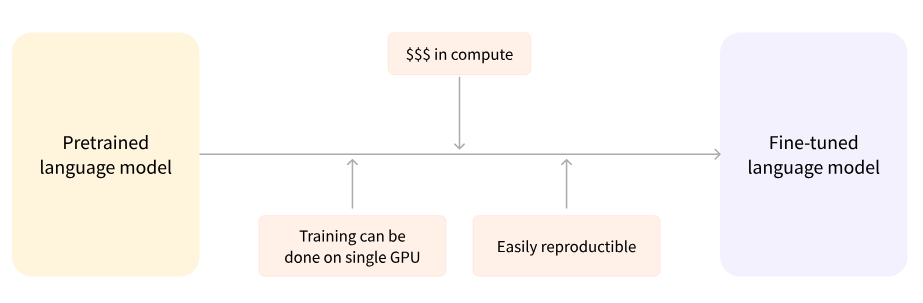 $$$ in compute
Pretrained
language model
Fine-tuned
language model
Training can be
done on single GPU
Easily reproductible